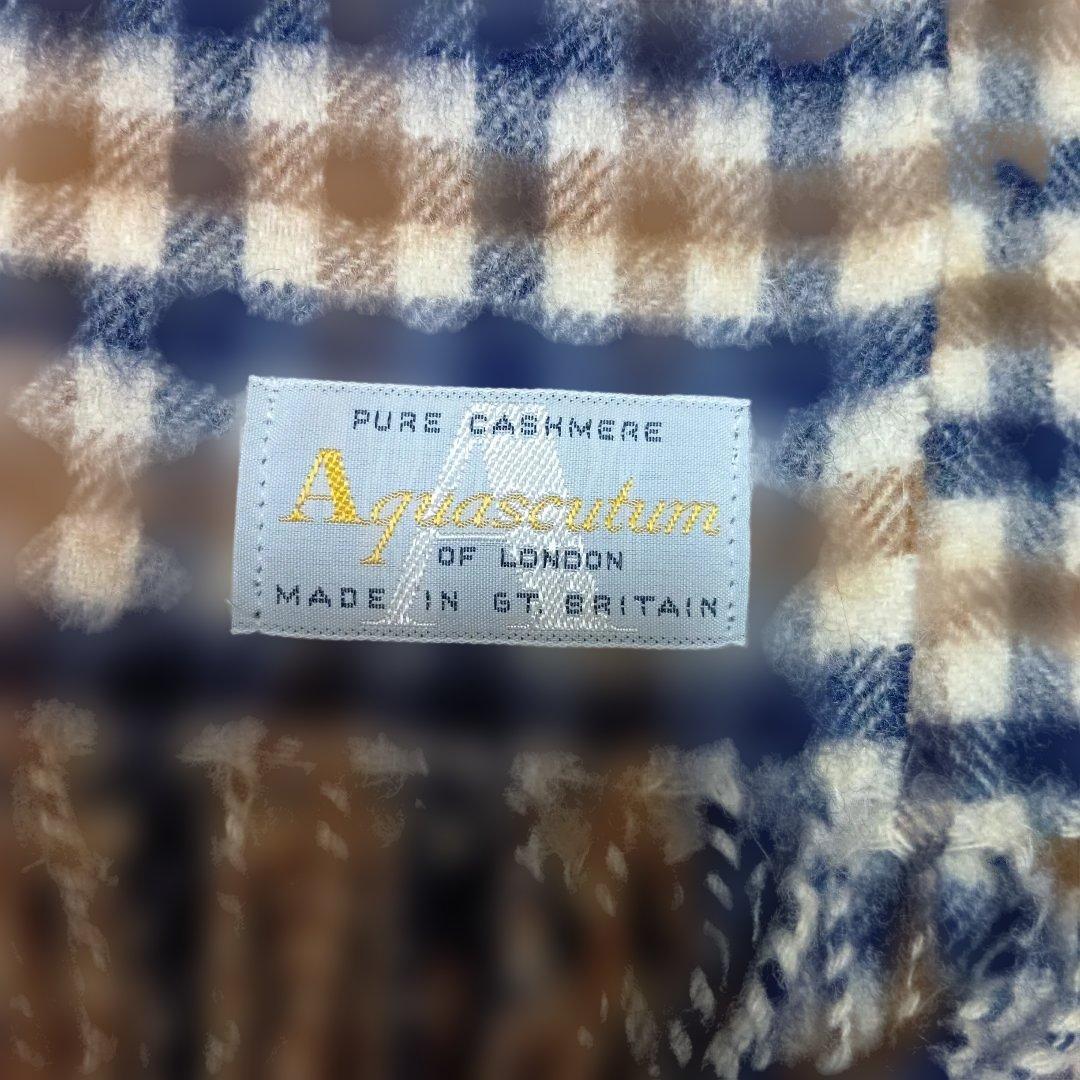 PURE CASHMERE
Aquascutum
OF LONDON
MADE IN GT. BRITAIN